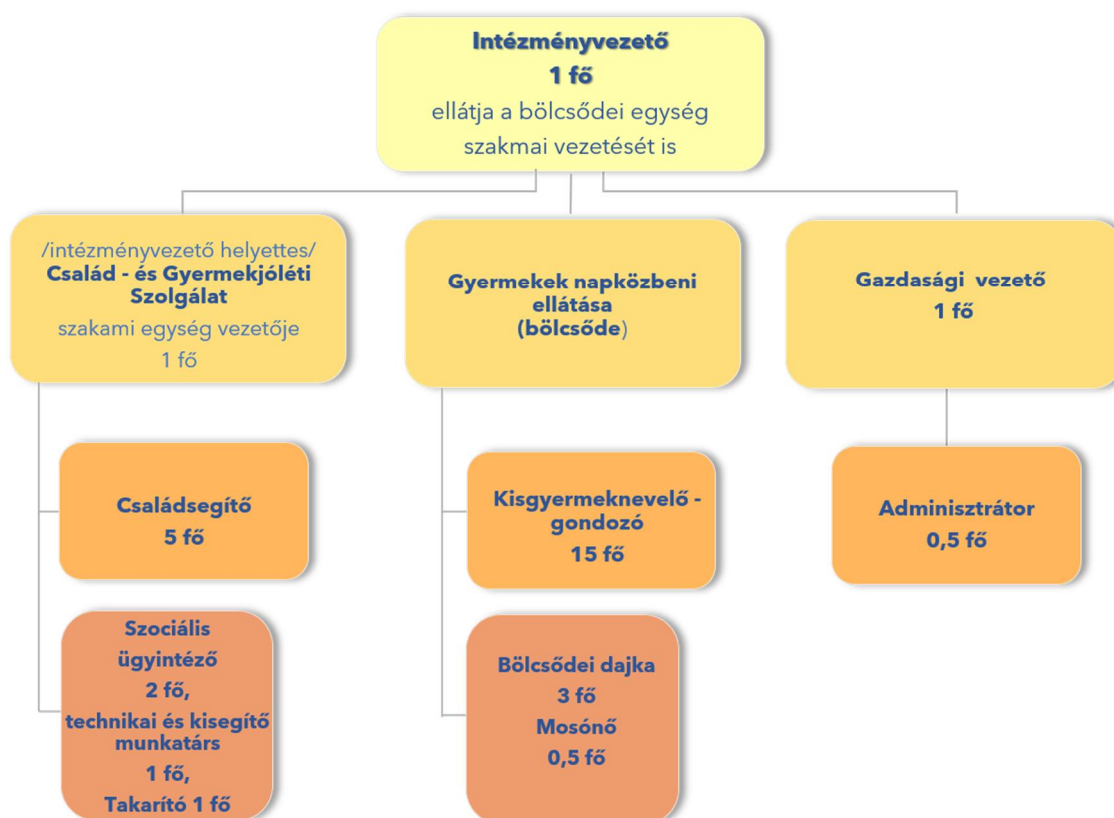 Intézményvezető
1 fő
ellátja a bölcsődei egység
szakmai vezetését is
/intézményvezető helyettes/
Család - és Gyermekjóléti
Szolgálat
szakami egység vezetője
1 fő
Gyermekek napközbeni
ellátása
(bölcsőde)
Gazdasági vezető
1 fő
Családsegítő
5 fő
Kisgyermeknevelő -
gondozó
15 fő
Adminisztrátor
0,5 fő
Szociális
ügyintéző
2 fő,
technikai és kisegítő
munkatárs
1 fő,
Takarító 1 fő
Bölcsődei dajka
3 fő
Mosónő
0,5 fő